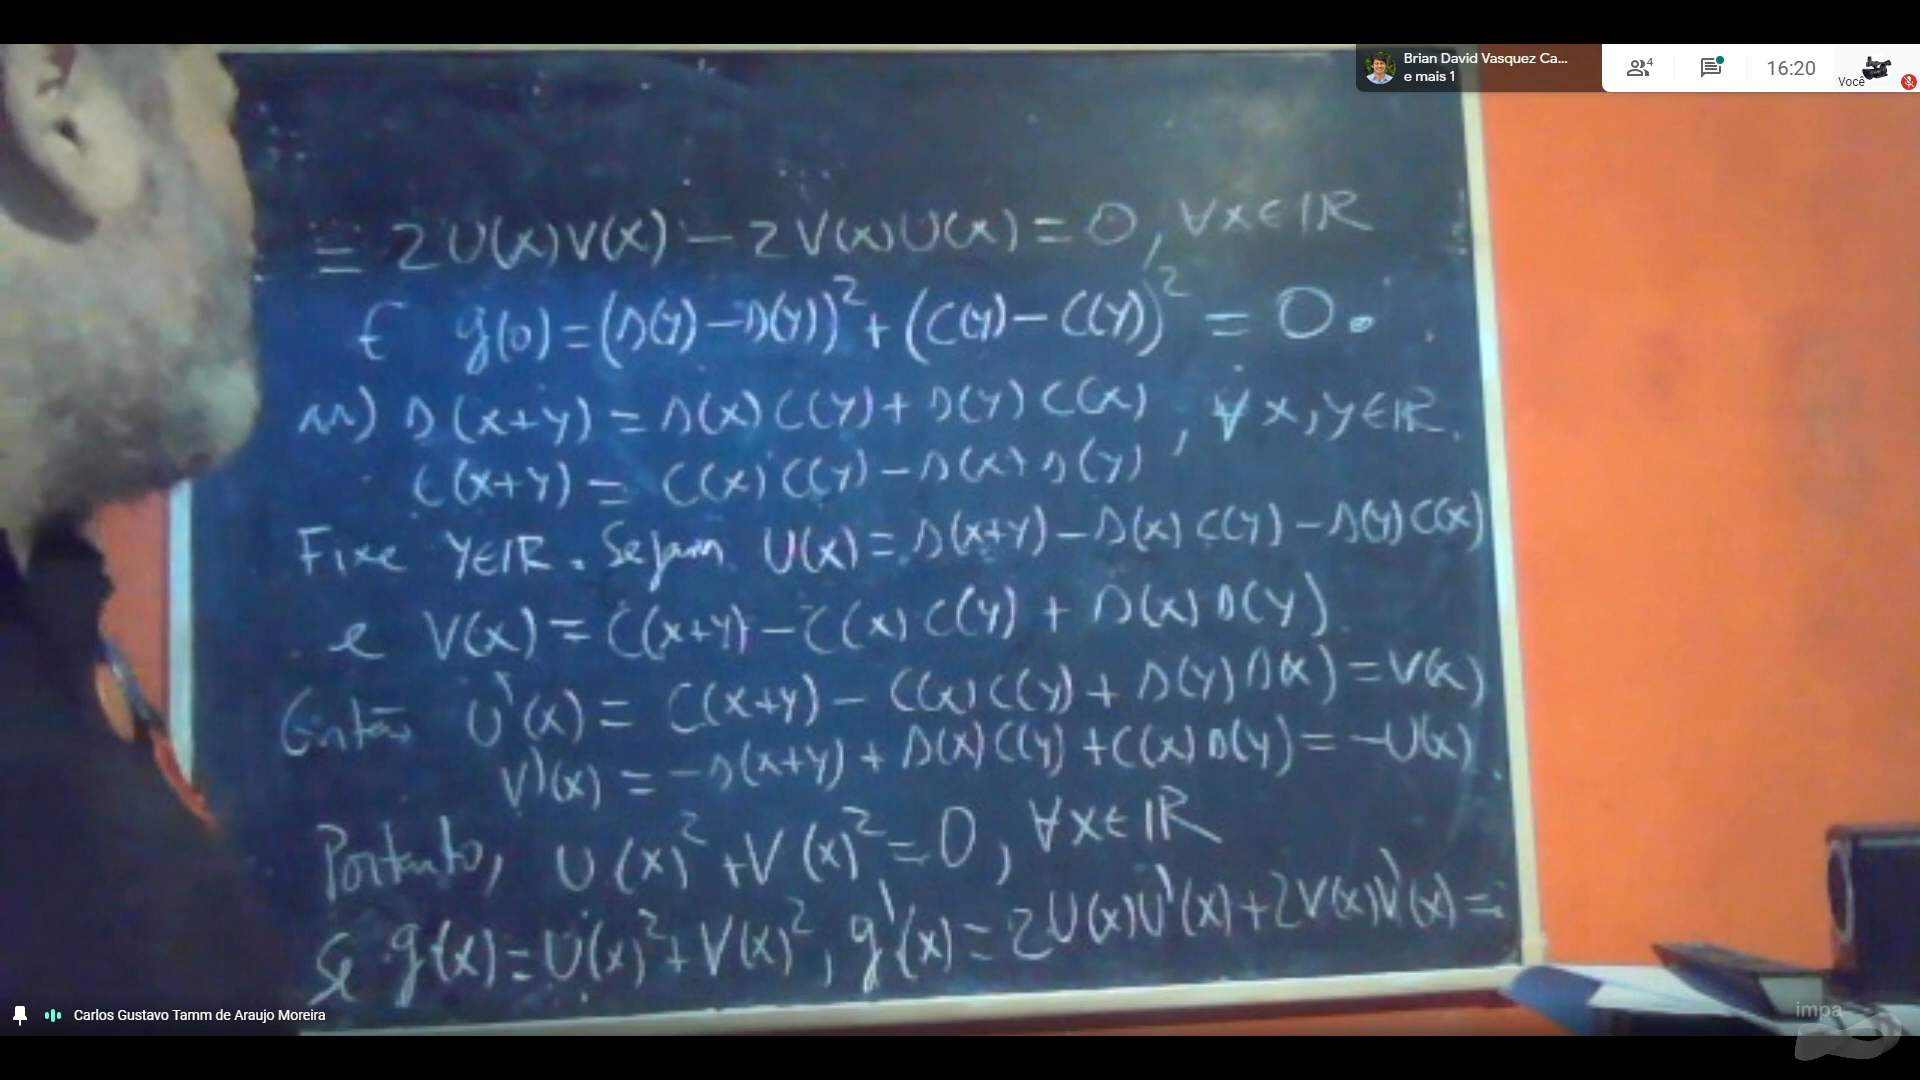 Brian David Vasquez Ca...
e mais 1
4
16:20
Você
= 2U(x)V(x) - 2V(x)U(x) = 0, ∀x∈ℝ
E g(0) = (s(y) - s(y))² + (c(y) - c(y))² = 0.
s(x+y) = s(x)c(y) + s(y)c(x), ∀x,y∈ℝ.
c(x+y) = c(x)c(y) - s(x)s(y)
Fixe y∈ℝ. Sejam U(x) = s(x+y) - s(x)c(y) - s(y)c(x)
e V(x) = c(x+y) - c(x)c(y) + s(x)s(y).
Então U'(x) = c(x+y) - c(x)c(y) + s(y)s(x) = V(x)
V'(x) = -s(x+y) + s(x)c(y) + c(x)s(y) = -U(x).
Portanto, U(x)² + V(x)² = 0, ∀x∈ℝ
Se g(x) = U(x)² + V(x)², g'(x) = 2U(x)U'(x) + 2V(x)V'(x) =
Carlos Gustavo Tamm de Araujo Moreira
impa